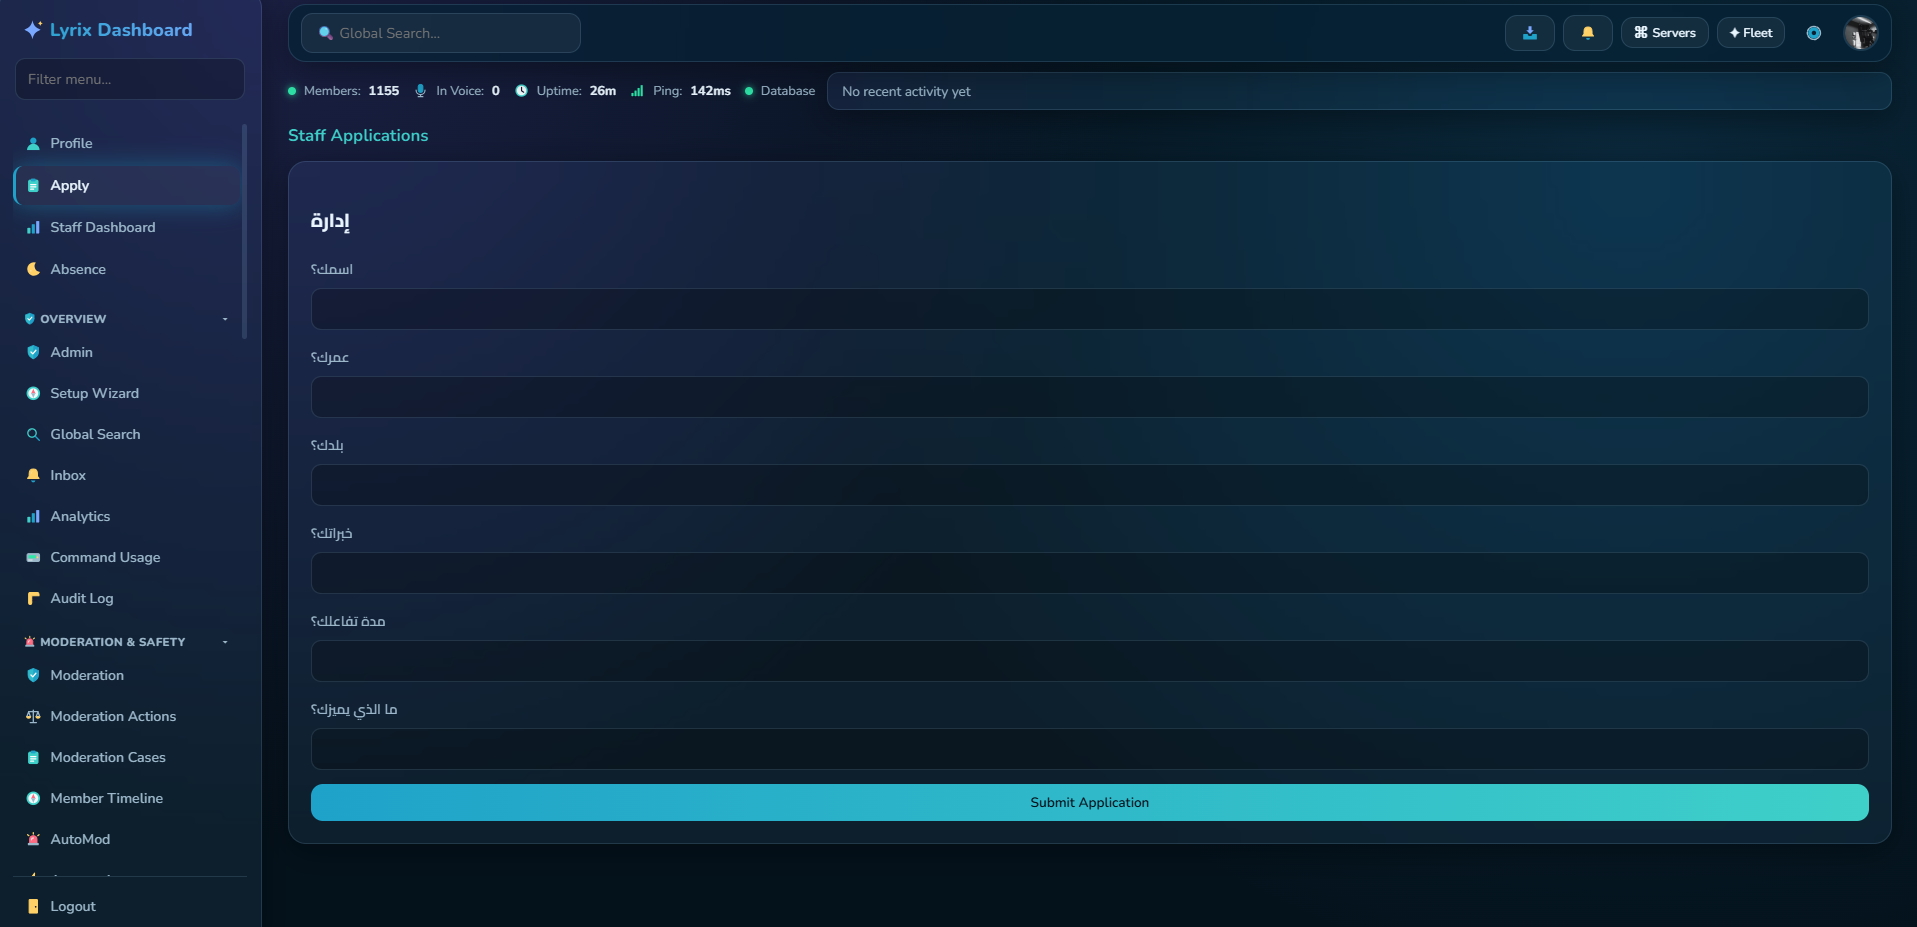 Lyrix Dashboard
Filter menu...
Profile
Apply
Staff Dashboard
Absence
OVERVIEW
Admin
Setup Wizard
Global Search
Inbox
Analytics
Command Usage
Audit Log
MODERATION & SAFETY
Moderation
Moderation Actions
Moderation Cases
Member Timeline
AutoMod
Logout
Global Search...
Servers
Fleet
Members: 1155 In Voice: 0 Uptime: 26m Ping: 142ms Database
No recent activity yet
Staff Applications
إدارة
اسمك؟
عمرك؟
بلدك؟
خبراتك؟
مدة تفاعلك؟
ما الذي يميزك؟
Submit Application